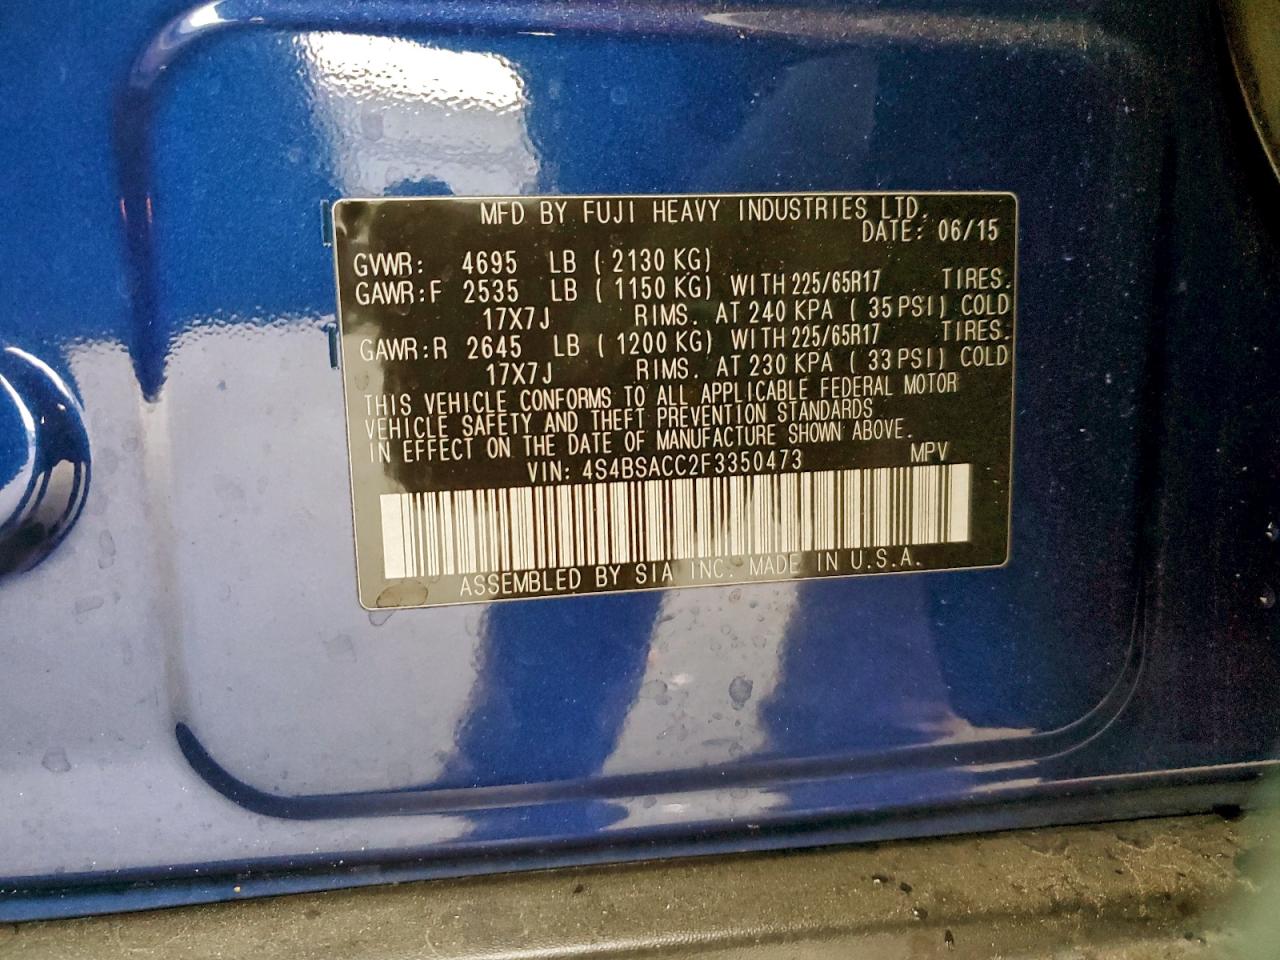 MFD BY FUJI HEAVY INDUSTRIES LTD.
DATE: 06/15
GVWR: 4695 LB ( 2130 KG)
GAWR:F 2535 LB ( 1150 KG) WITH 225/65R17 TIRES.
17X7J RIMS. AT 240 KPA ( 35 PSI) COLD
GAWR:R 2645 LB ( 1200 KG) WITH 225/65R17 TIRES.
17X7J RIMS. AT 230 KPA ( 33 PSI) COLD
THIS VEHICLE CONFORMS TO ALL APPLICABLE FEDERAL MOTOR
VEHICLE SAFETY AND THEFT PREVENTION STANDARDS
IN EFFECT ON THE DATE OF MANUFACTURE SHOWN ABOVE.
VIN: 4S4BSACC2F3350473 MPV
ASSEMBLED BY SIA INC. MADE IN U.S.A.